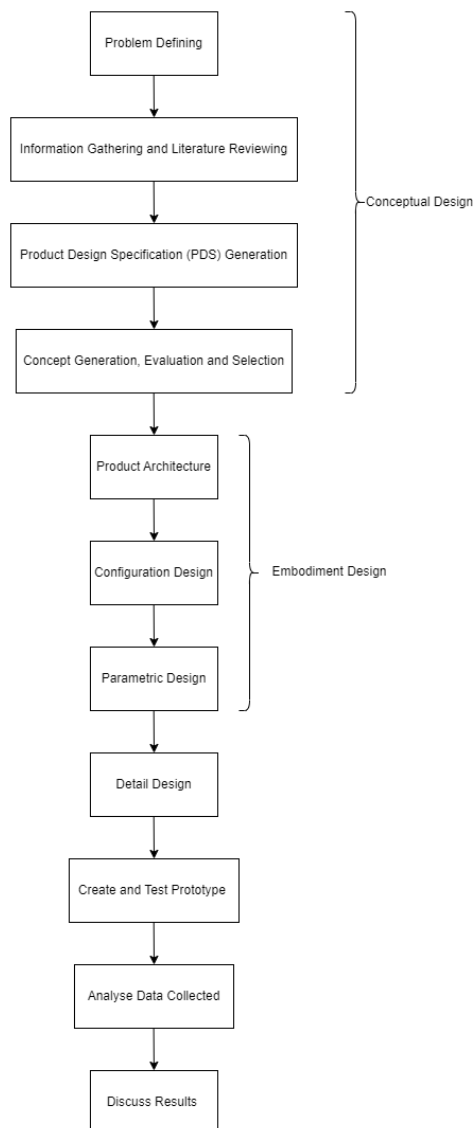 Problem Defining
Information Gathering and Literature Reviewing
Conceptual Design
Product Design Specification (PDS) Generation
Concept Generation, Evaluation and Selection
Product Architecture
Configuration Design
Embodiment Design
Parametric Design
Detail Design
Create and Test Prototype
Analyse Data Collected
Discuss Results